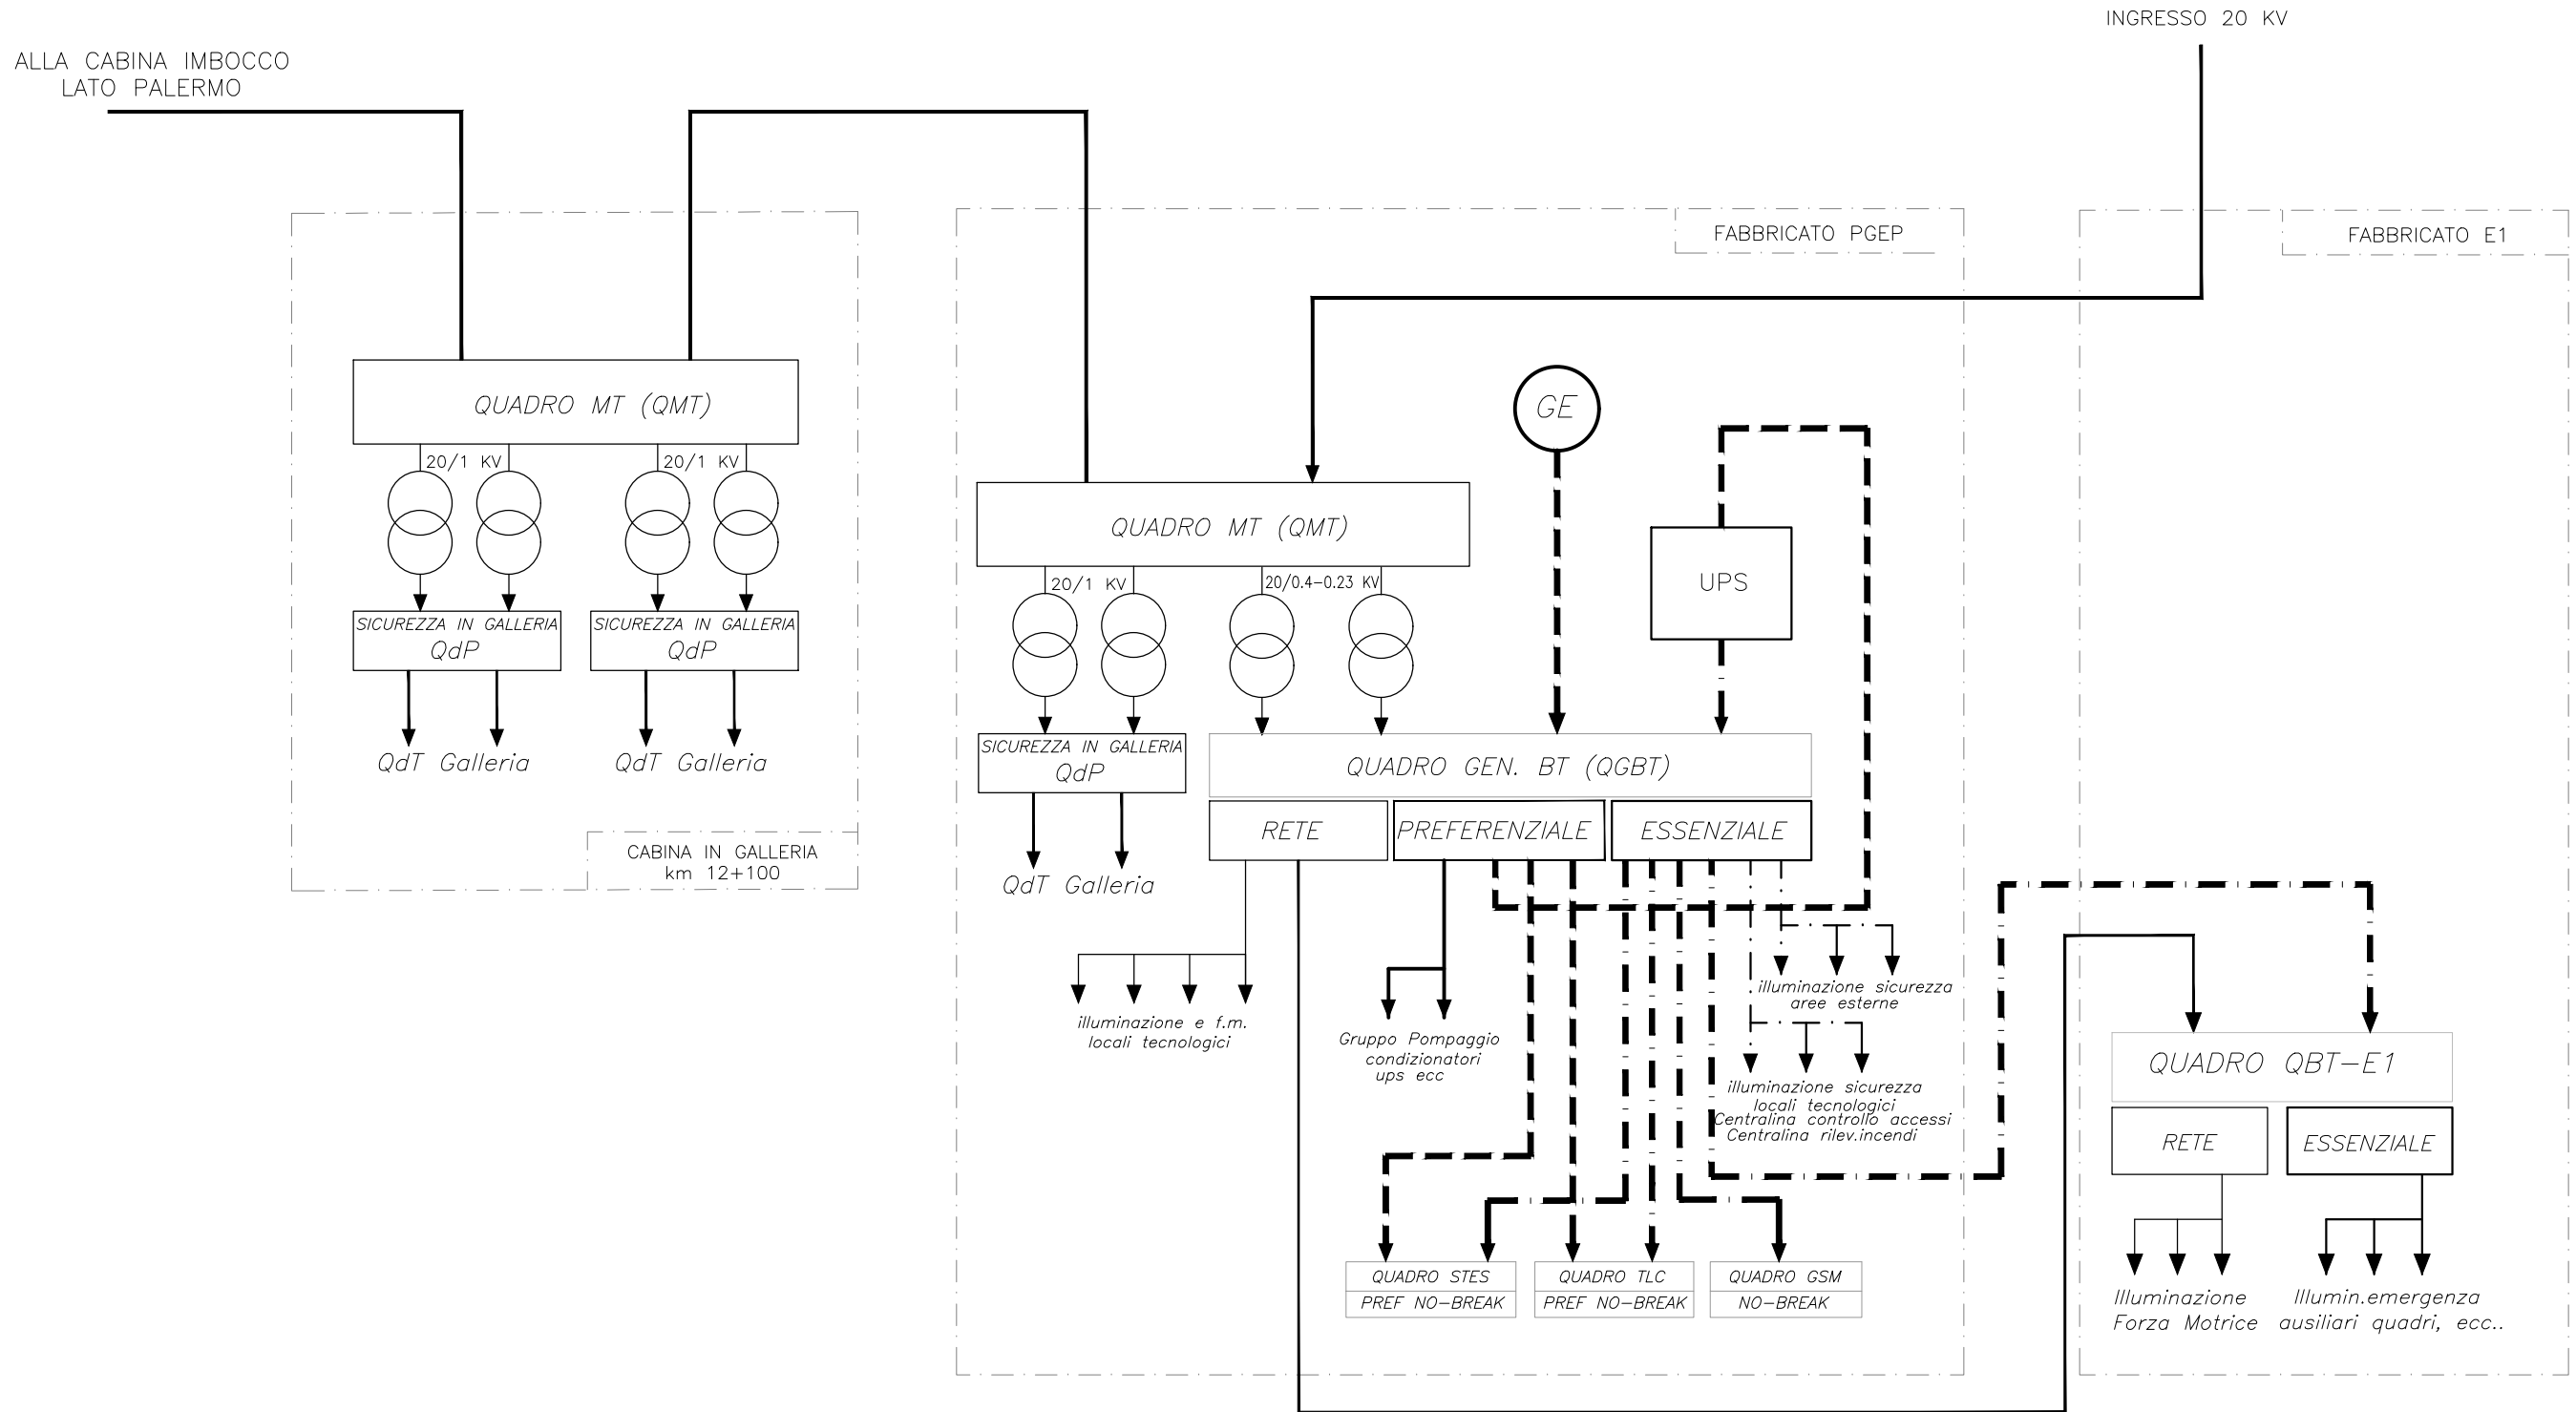 INGRESSO 20 KV
ALLA CABINA IMBOCCO
LATO PALERMO
FABBRICATO PGEP
FABBRICATO E1
QUADRO MT (QMT)
20/1 KV
20/1 KV
SICUREZZA IN GALLERIA
QdP
SICUREZZA IN GALLERIA
QdP
QdT Galleria
QdT Galleria
CABINA IN GALLERIA
km 12+100
GE
UPS
QUADRO MT (QMT)
20/1 KV
20/0.4-0.23 KV
SICUREZZA IN GALLERIA
QdP
QdT Galleria
QUADRO GEN. BT (QGBT)
RETE
PREFERENZIALE
ESSENZIALE
illuminazione e f.m.
locali tecnologici
Gruppo Pompaggio
condizionatori
ups ecc
illuminazione sicurezza
aree esterne
illuminazione sicurezza
locali tecnologici
Centralina controllo accessi
Centralina rilev.incendi
QUADRO STES
PREF NO-BREAK
QUADRO TLC
PREF NO-BREAK
QUADRO GSM
NO-BREAK
QUADRO QBT-E1
RETE
ESSENZIALE
Illuminazione
Forza Motrice
Illumin.emergenza
ausiliari quadri, ecc..